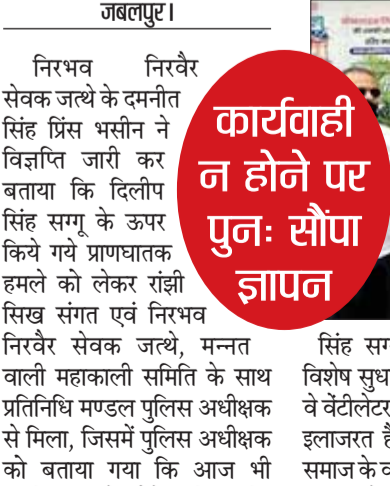 जबलपुर।
निरभव निरवैर
सेवक जत्थे के दमनीत
सिंह प्रिंस भसीन ने
विज्ञप्ति जारी कर
बताया कि दिलीप
सिंह सग्गू के ऊपर
किये गये प्राणघातक
हमले को लेकर रांझी
सिख संगत एवं निरभव
निरवैर सेवक जत्थे, मन्नत
वाली महाकाली समिति के साथ
प्रतिनिधि मण्डल पुलिस अधीक्षक
से मिला, जिसमें पुलिस अधीक्षक
को बताया गया कि आज भी
कार्यवाही
न होने पर
पुनः सौंपा
ज्ञापन
सिंह सग
विशेष सुध
वे वेंटीलेटर
इलाजरत
समाज के